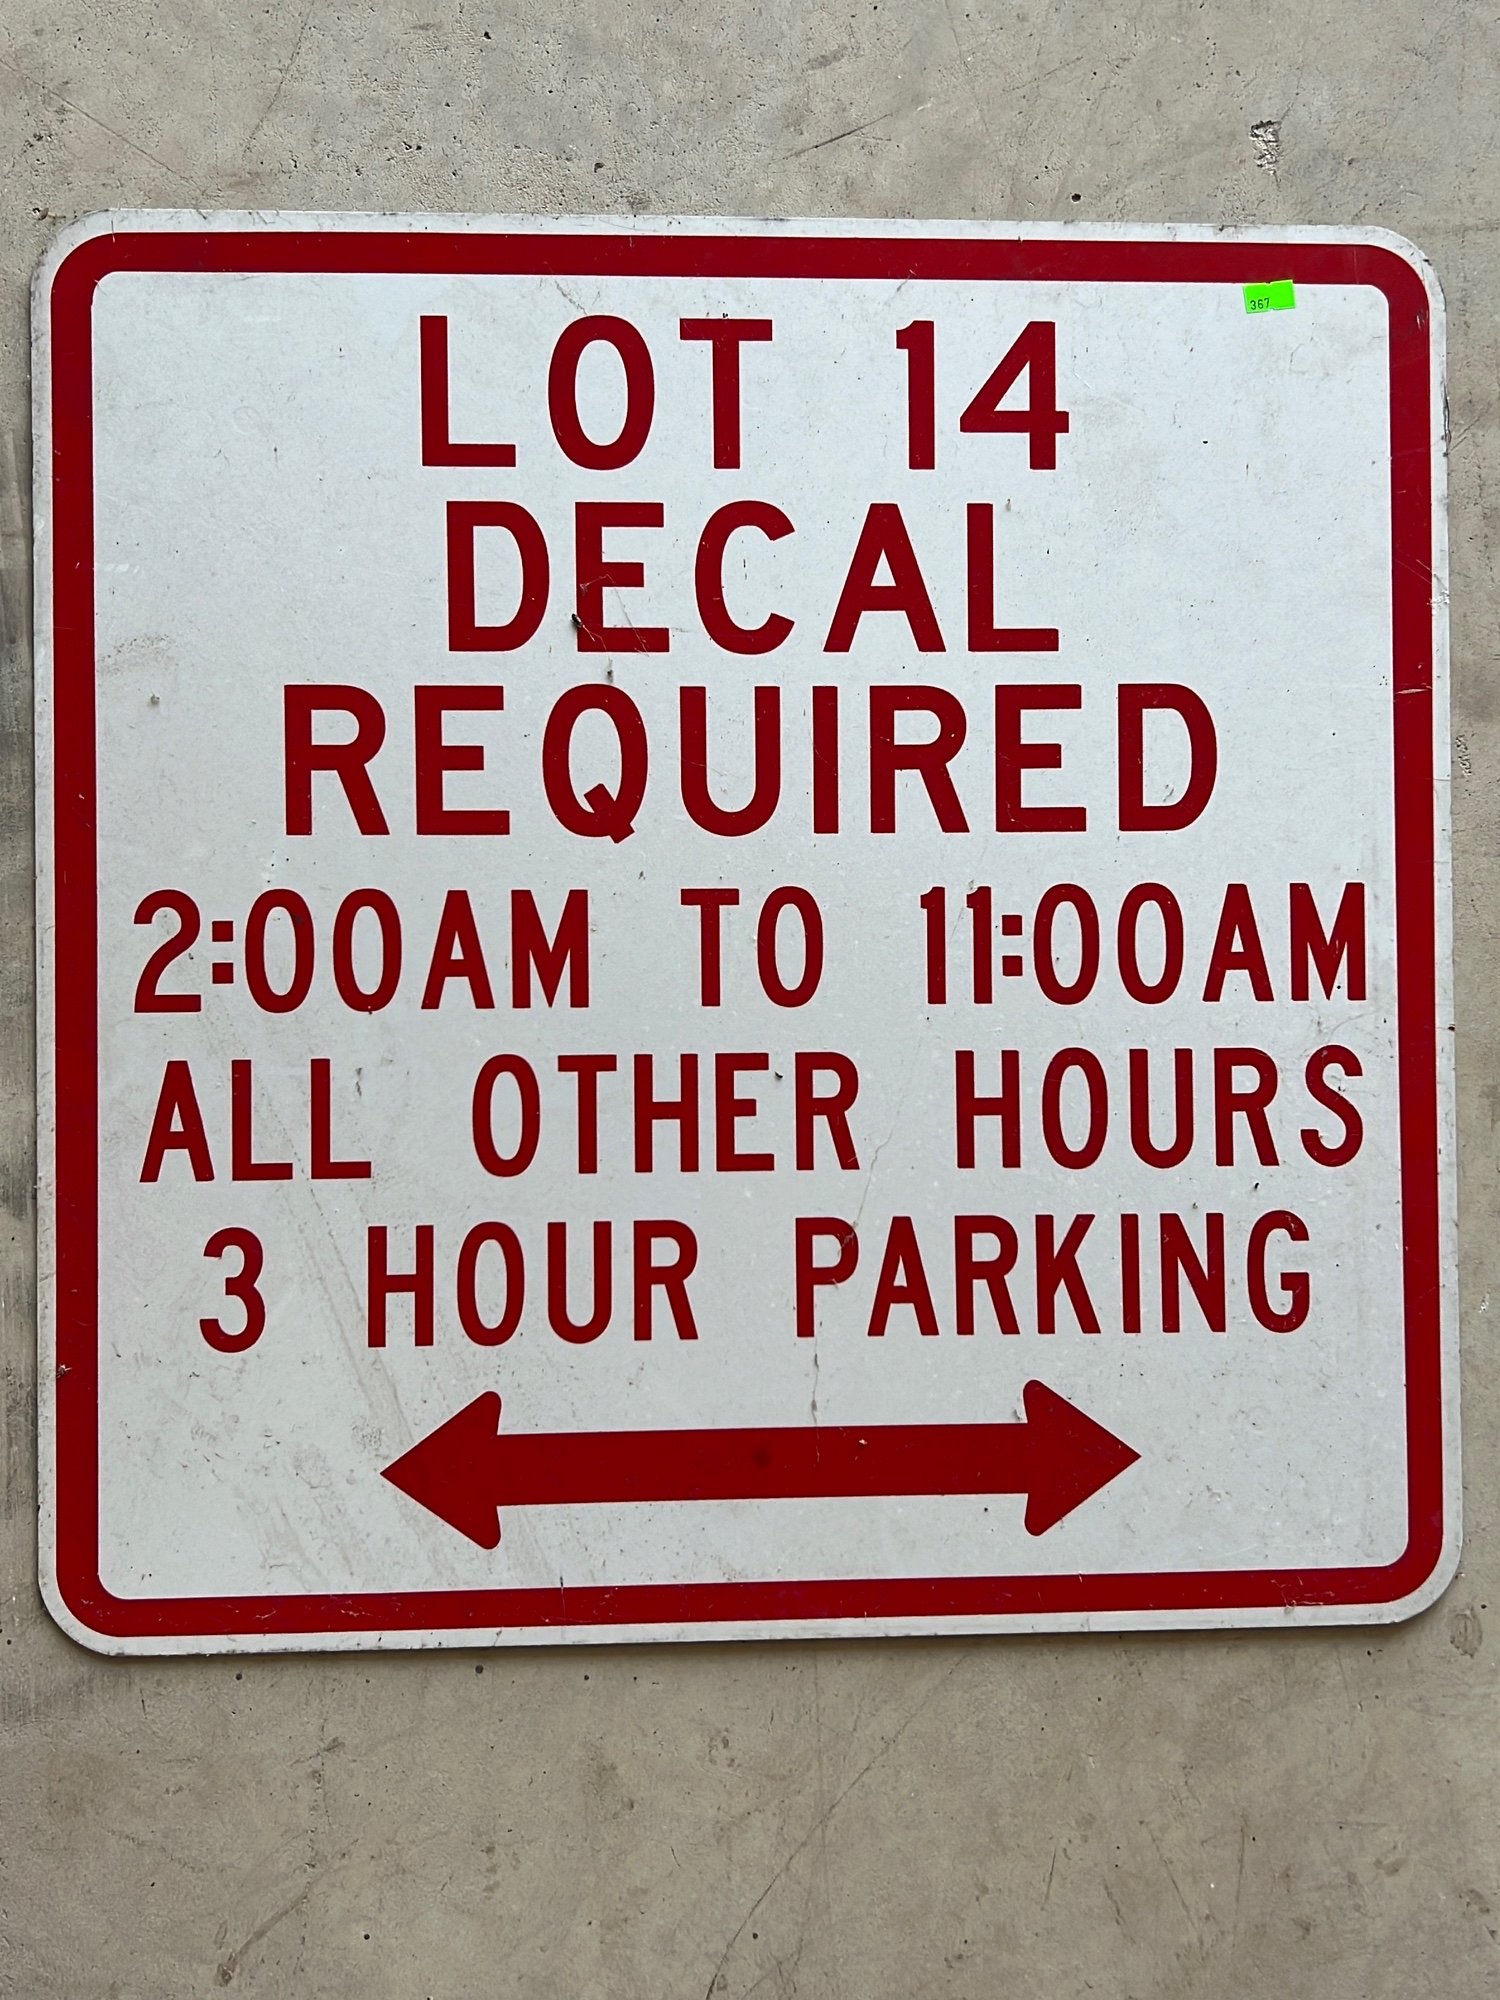 367
LOT 14
DECAL
REQUIRED
2:00AM TO 11:00AM
ALL OTHER HOURS
3 HOUR PARKING